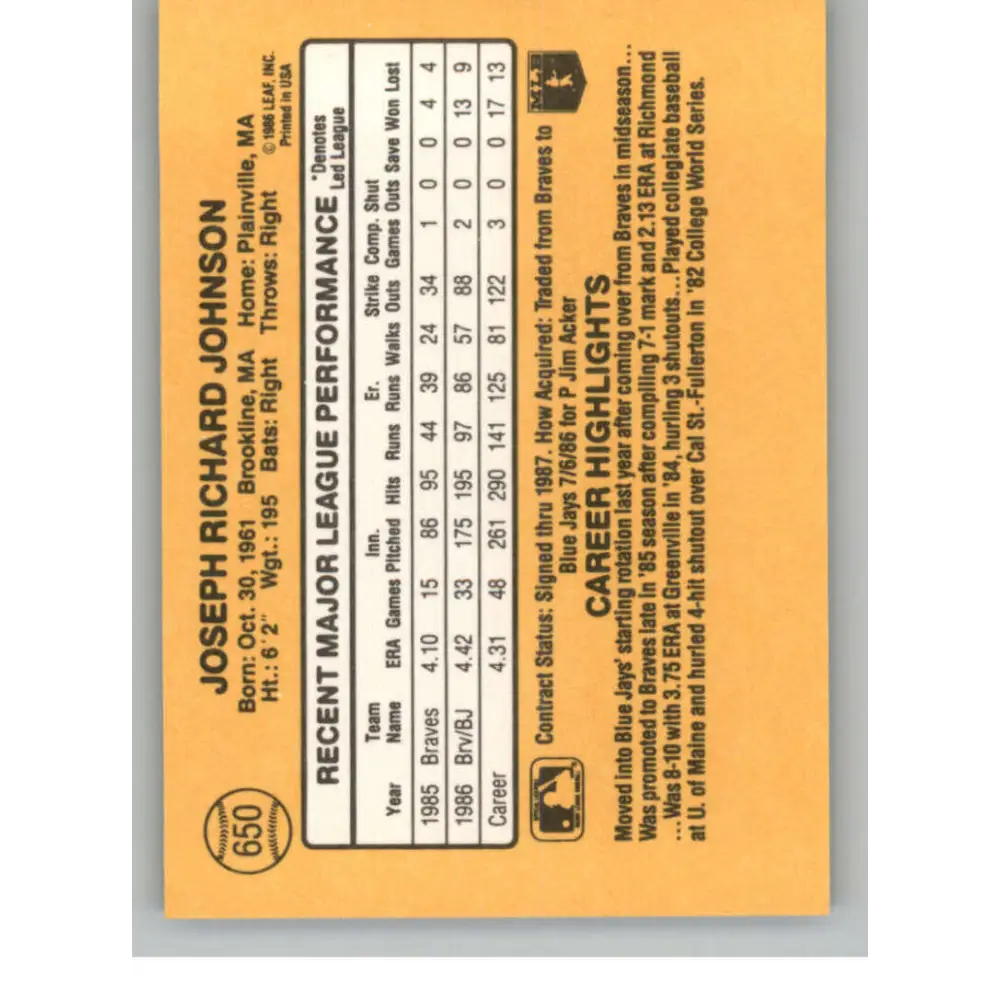 650
JOSEPH RICHARD JOHNSON
Born: Oct. 30, 1961 Brookline, MA Home: Plainville, MA
Ht.: 6'2" Wgt.: 195 Bats: Right Throws: Right
© 1986 LEAF, INC.
Printed in USA
RECENT MAJOR LEAGUE PERFORMANCE *Denotes Led League
Year Team Name ERA Games Inn. Pitched Hits Runs Er. Runs Walks Strike Outs Comp. Games Shut Outs Save Won Lost
1985 Braves 4.10 15 86 95 44 39 24 34 1 0 0 4 4
1986 Brv/BJ 4.42 33 175 195 97 86 57 88 2 0 0 13 9
Career 4.31 48 261 290 141 125 81 122 3 0 0 17 13
Contract Status: Signed thru 1987. How Acquired: Traded from Braves to
Blue Jays 7/6/86 for P Jim Acker
CAREER HIGHLIGHTS
Moved into Blue Jays' starting rotation last year after coming over from Braves in midseason...
Was promoted to Braves late in '85 season after compiling 7-1 mark and 2.13 ERA at Richmond
...Was 8-10 with 3.75 ERA at Greenville in '84, hurling 3 shutouts...Played collegiate baseball
at U. of Maine and hurled 4-hit shutout over Cal St.-Fullerton in '82 College World Series.